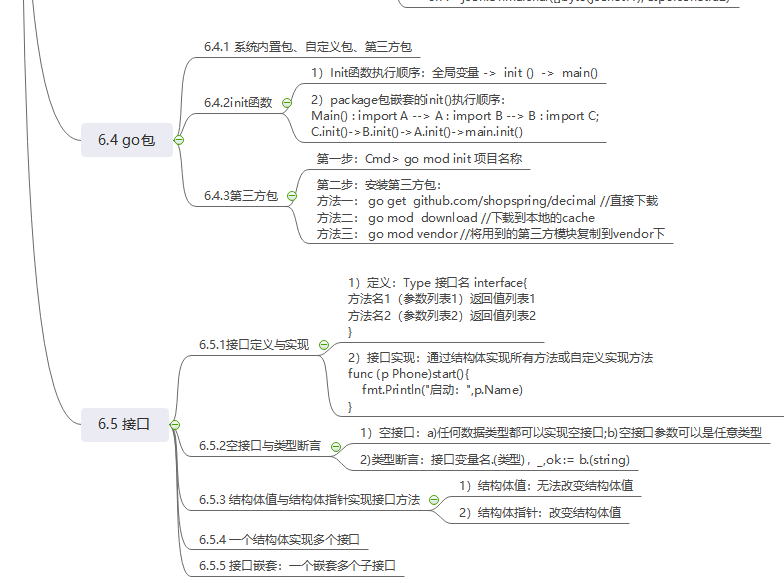 6.4 go包
6.4.1 系统内置包、自定义包、第三方包
6.4.2init函数
1）Init函数执行顺序：全局变量 -> init () -> main()
2）package包嵌套的init()执行顺序：
Main() : import A --> A : import B --> B : import C;
C.init()->B.init()->A.init()->main.init()
6.4.3第三方包
第一步：Cmd> go mod init 项目名称
第二步：安装第三方包：
方法一： go get github.com/shopspring/decimal //直接下载
方法二： go mod download //下载到本地的cache
方法三： go mod vendor //将用到的第三方模块复制到vendor下
6.5 接口
6.5.1接口定义与实现
1）定义：Type 接口名 interface{
方法名1（参数列表1）返回值列表1
方法名2（参数列表2）返回值列表2
}
2）接口实现：通过结构体实现所有方法或自定义实现方法
func (p Phone)start(){
fmt.Println("启动：",p.Name)
}
6.5.2空接口与类型断言
1）空接口：a)任何数据类型都可以实现空接口;b)空接口参数可以是任意类型
2)类型断言：接口变量名.(类型)，_,ok:= b.(string)
6.5.3 结构体值与结构体指针实现接口方法
1）结构体值：无法改变结构体值
2）结构体指针：改变结构体值
6.5.4 一个结构体实现多个接口
6.5.5 接口嵌套：一个嵌套多个子接口